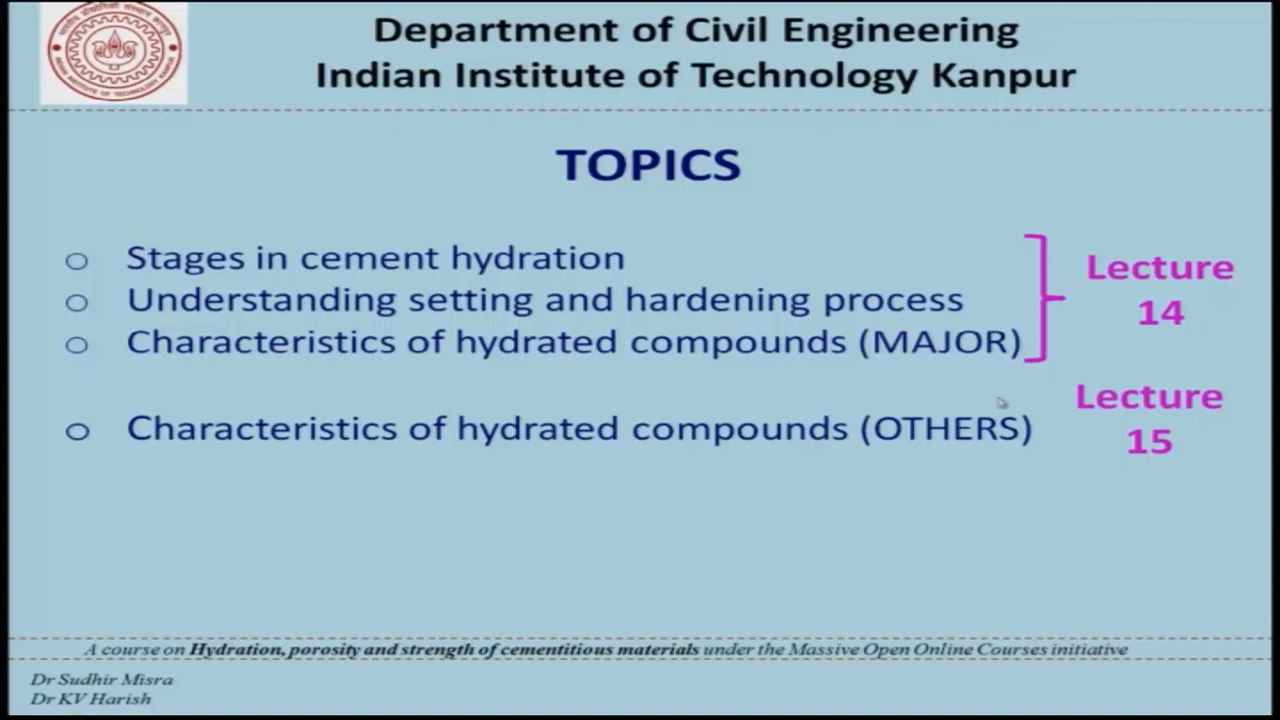 Department of Civil Engineering
Indian Institute of Technology Kanpur
TOPICS
○ Stages in cement hydration
○ Understanding setting and hardening process
○ Characteristics of hydrated compounds (MAJOR)
Lecture
14
○ Characteristics of hydrated compounds (OTHERS)
Lecture
15
A course on Hydration, porosity and strength of cementitious materials under the Massive Open Online Courses initiative
Dr Sudhir Misra
Dr KV Harish